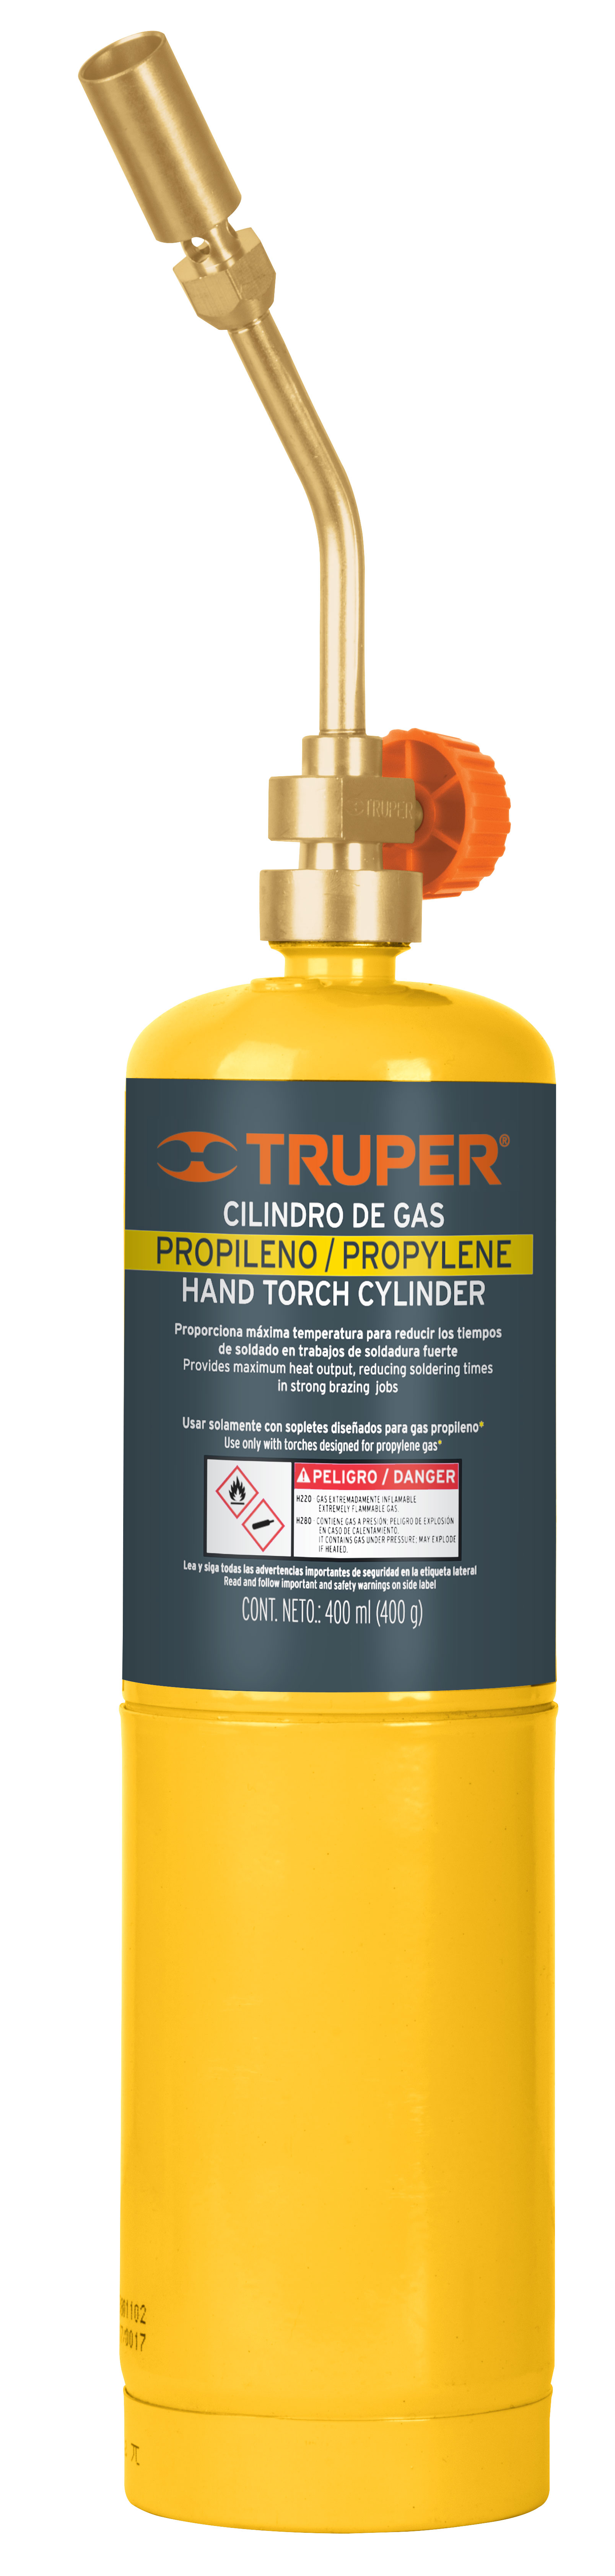 TRUPER
TRUPER®
CILINDRO DE GAS
PROPILENO / PROPYLENE
HAND TORCH CYLINDER
Proporciona máxima temperatura para reducir los tiempos
de soldado en trabajos de soldadura fuerte
Provides maximum heat output, reducing soldering times
in strong brazing jobs
Usar solamente con sopletes diseñados para gas propileno*
Use only with torches designed for propylene gas*
PELIGRO / DANGER
H220 : GAS EXTREMADAMENTE INFLAMABLE
EXTREMELY FLAMMABLE GAS.
H280 : CONTIENE GAS A PRESIÓN; PELIGRO DE EXPLOSIÓN
EN CASO DE CALENTAMIENTO.
IT CONTAINS GAS UNDER PRESSURE; MAY EXPLODE
IF HEATED.
Lea y siga todas las advertencias importantes de seguridad en la etiqueta lateral
Read and follow important and safety warnings on side label
CONT. NETO.: 400 ml (400 g)